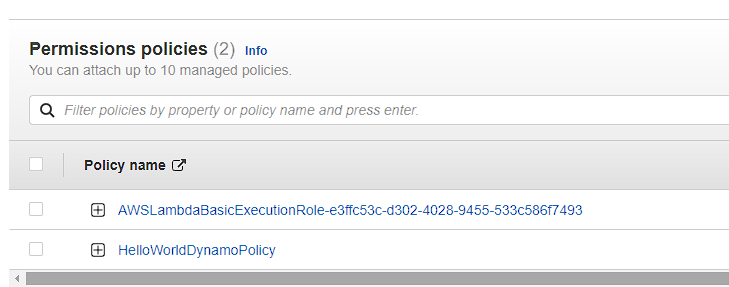 Permissions policies (2) Info
You can attach up to 10 managed policies.
Filter policies by property or policy name and press enter.
Policy name
AWSLambdaBasicExecutionRole-e3ffc53c-d302-4028-9455-533c586f7493
HelloWorldDynamoPolicy